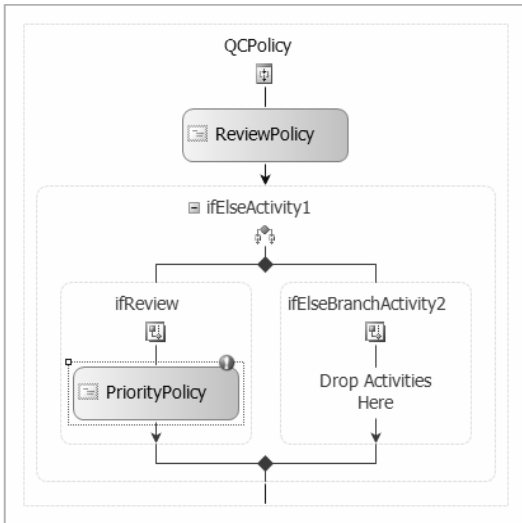 QCPolicy
ReviewPolicy
ifElseActivity1
ifReview
ifElseBranchActivity2
PriorityPolicy
Drop Activities
Here